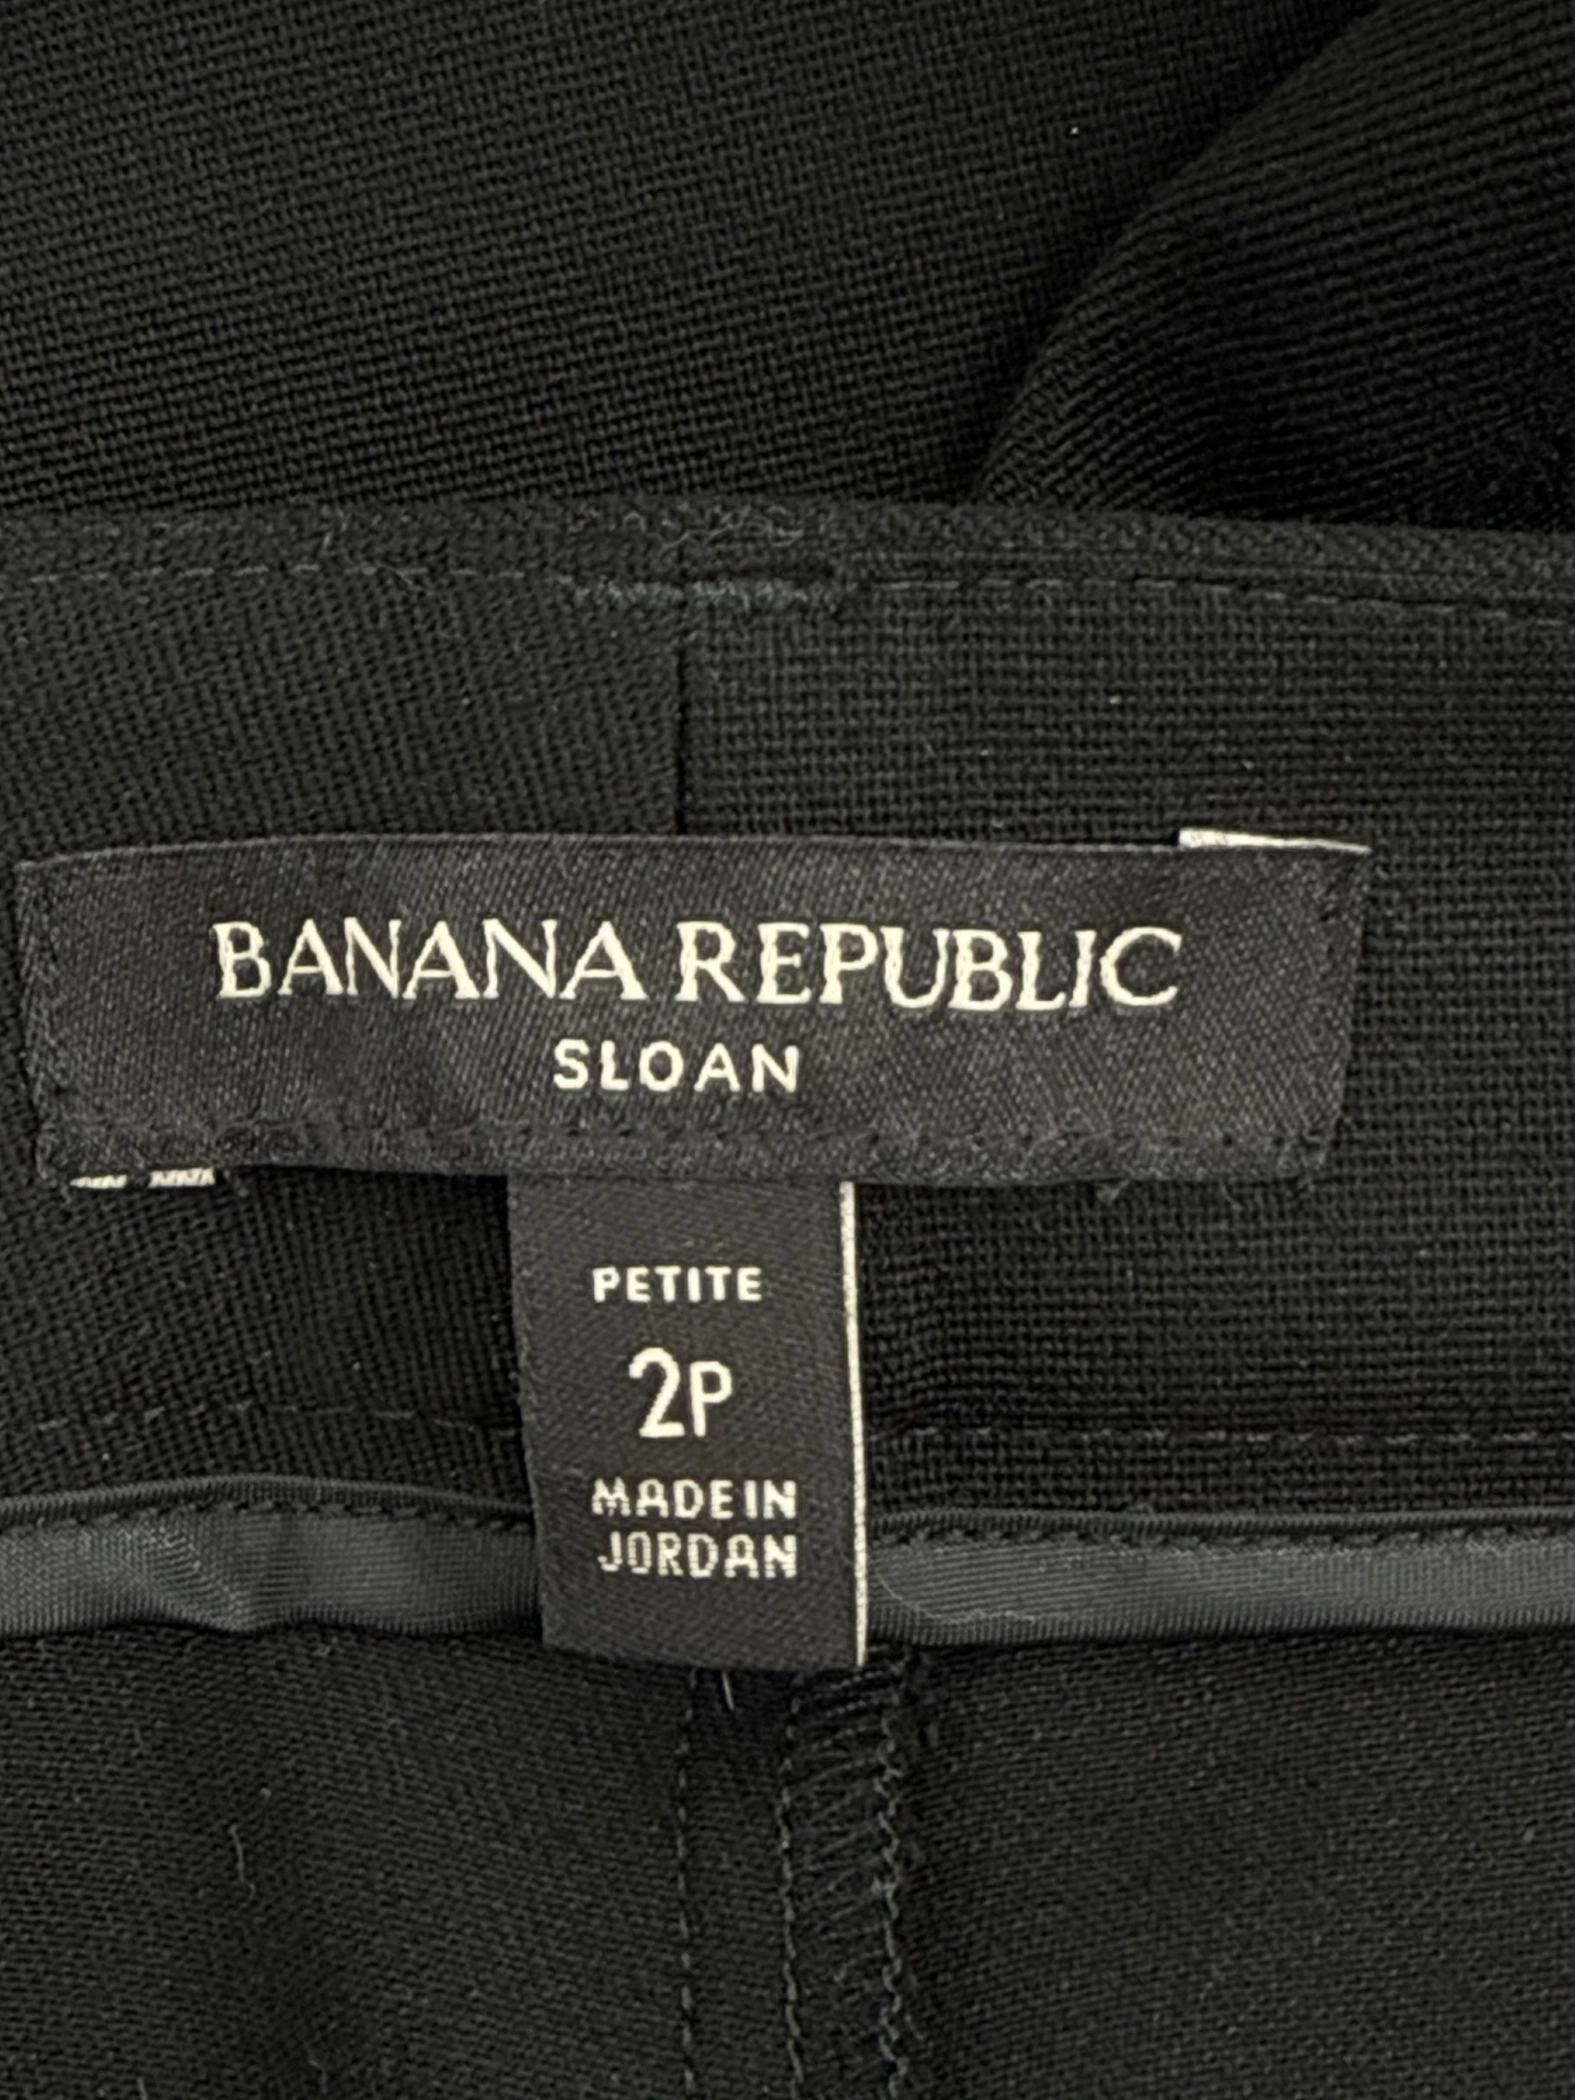 BANANA REPUBLIC
SLOAN
PETITE
2P
MADE IN
JORDAN